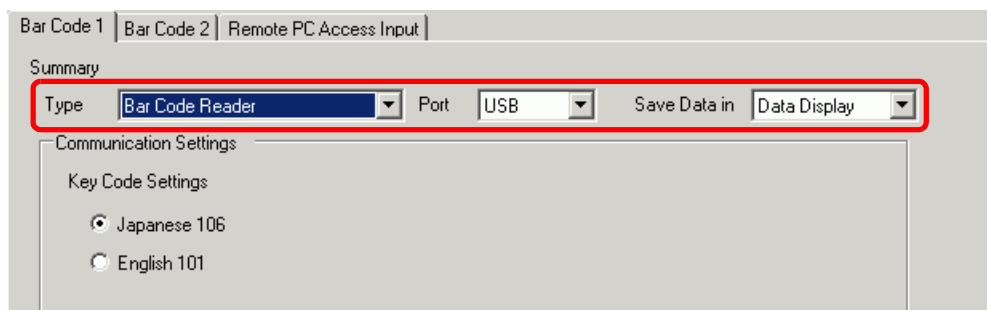 Bar Code 1 Bar Code 2 Remote PC Access Input
Summary
Type Bar Code Reader Port USB Save Data in Data Display
Communication Settings
Key Code Settings
Japanese 106
English 101